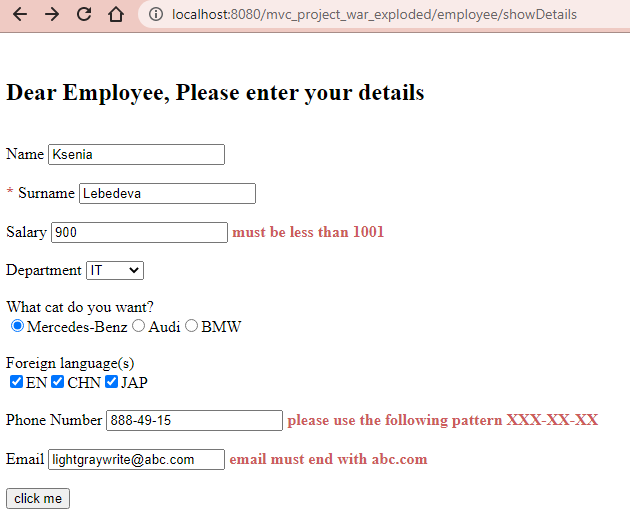 localhost:8080/mvc_project_war_exploded/employee/showDetails
Dear Employee, Please enter your details
Name Ksenia
* Surname Lebedeva
Salary 900 must be less than 1001
Department IT
What cat do you want?
Mercedes-Benz Audi BMW
Foreign language(s)
EN CHN JAP
Phone Number 888-49-15 please use the following pattern XXX-XX-XX
Email lightgraywrite@abc.com email must end with abc.com
click me